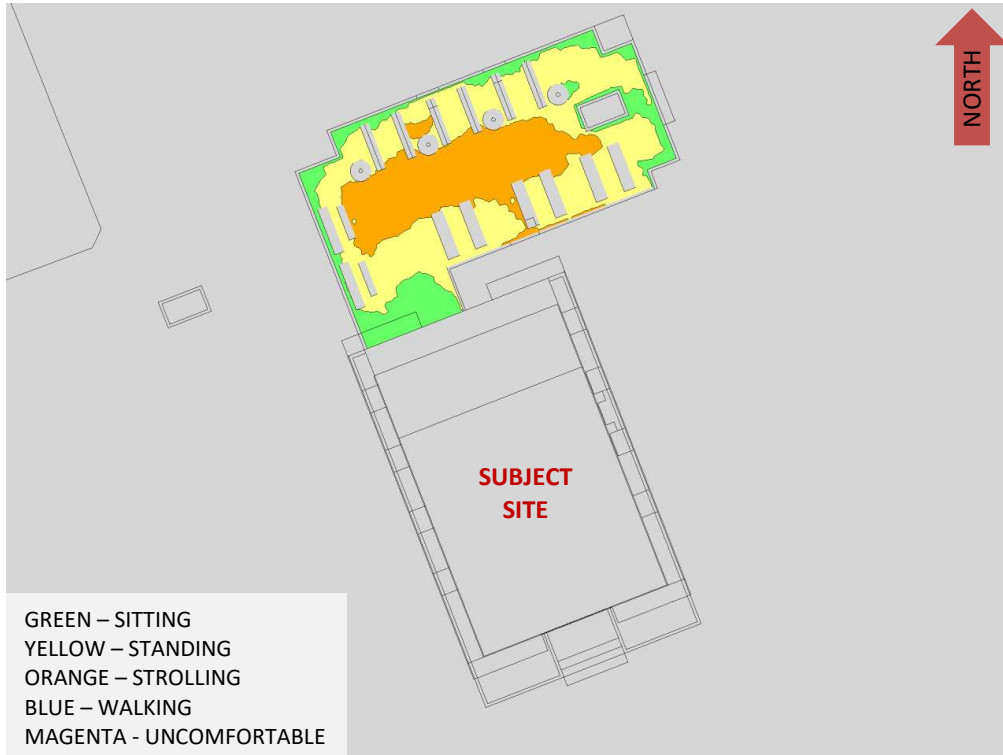 NORTH
SUBJECT
SITE
GREEN – SITTING
YELLOW – STANDING
ORANGE – STROLLING
BLUE – WALKING
MAGENTA - UNCOMFORTABLE